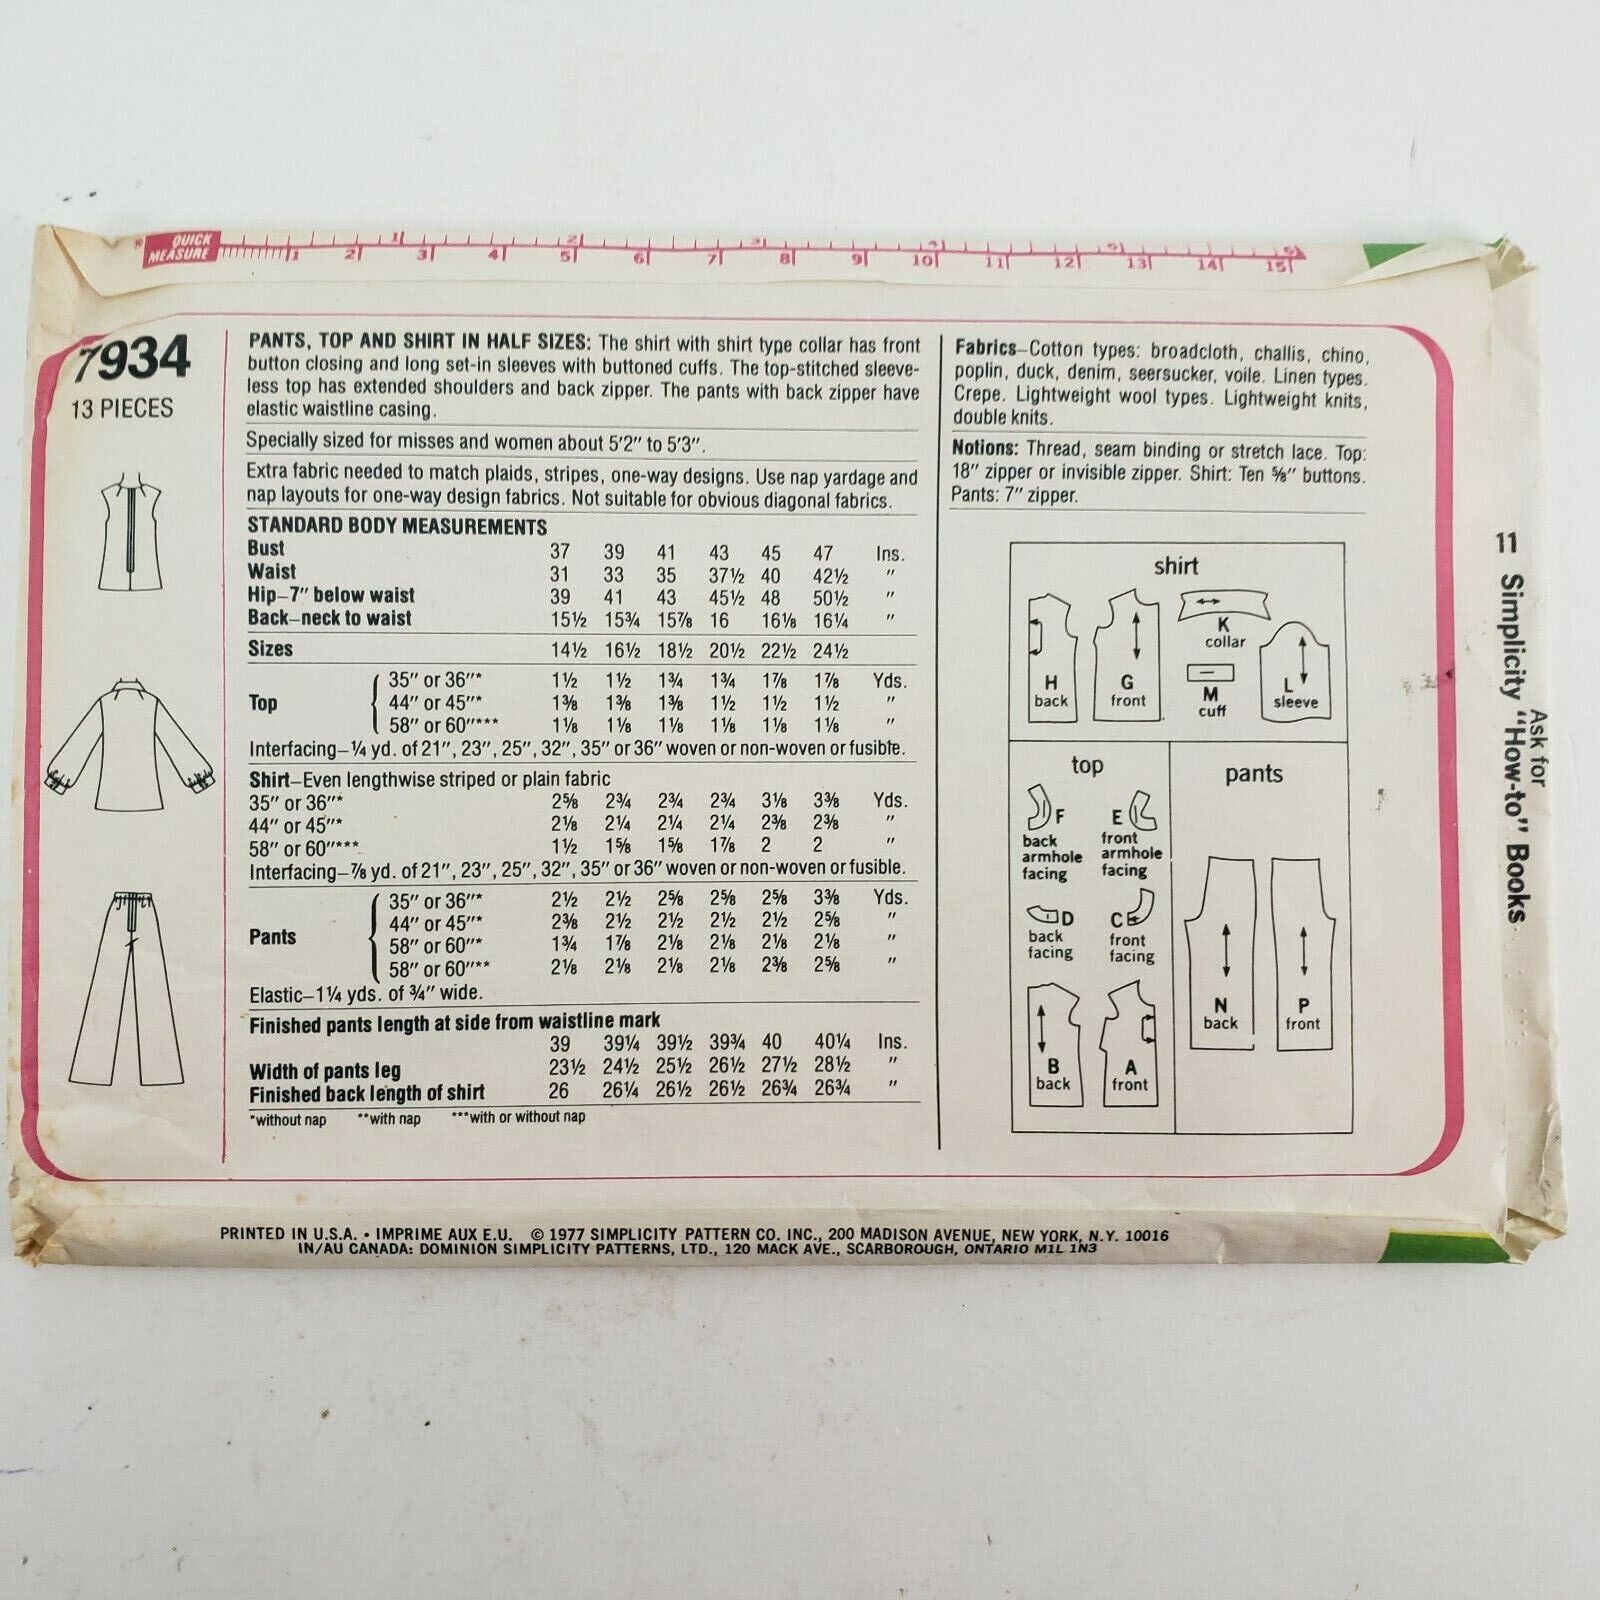 QUICK
MEASURE
1 2 3 4 5 6 7 8 9 10 11 12 13 14 15
7934
13 PIECES
PANTS, TOP AND SHIRT IN HALF SIZES: The shirt with shirt type collar has front
button closing and long set-in sleeves with buttoned cuffs. The top-stitched sleeve-
less top has extended shoulders and back zipper. The pants with back zipper have
elastic waistline casing.
Specially sized for misses and women about 5'2" to 5'3".
Extra fabric needed to match plaids, stripes, one-way designs. Use nap yardage and
nap layouts for one-way design fabrics. Not suitable for obvious diagonal fabrics.
STANDARD BODY MEASUREMENTS
Bust 37 39 41 43 45 47 Ins.
Waist 31 33 35 37½ 40 42½ "
Hip–7" below waist 39 41 43 45½ 48 50½ "
Back–neck to waist 15½ 15¾ 15⅞ 16 16⅛ 16¼ "
Sizes 14½ 16½ 18½ 20½ 22½ 24½
35" or 36"* 1½ 1½ 1¾ 1¾ 1⅞ 1⅞ Yds.
Top 44" or 45"* 1⅜ 1⅜ 1⅜ 1½ 1½ 1½ "
58" or 60"*** 1⅛ 1⅛ 1⅛ 1⅛ 1⅛ 1⅛ "
Interfacing–¼ yd. of 21", 23", 25", 32", 35" or 36" woven or non-woven or fusible.
Shirt–Even lengthwise striped or plain fabric
35" or 36"* 2⅝ 2¾ 2¾ 2¾ 3⅛ 3⅜ Yds.
44" or 45"* 2⅛ 2¼ 2¼ 2¼ 2⅜ 2⅜ "
58" or 60"*** 1½ 1⅝ 1⅝ 1⅞ 2 2 "
Interfacing–⅞ yd. of 21", 23", 25", 32", 35" or 36" woven or non-woven or fusible.
35" or 36"* 2½ 2½ 2⅝ 2⅝ 2⅝ 3⅜ Yds.
44" or 45"* 2⅜ 2½ 2½ 2½ 2½ 2⅝ "
Pants 58" or 60"* 1¾ 1⅞ 2⅛ 2⅛ 2⅛ 2⅛ "
58" or 60"** 2⅛ 2⅛ 2⅛ 2⅛ 2⅜ 2⅝ "
Elastic–1¼ yds. of ¾" wide.
Finished pants length at side from waistline mark
39 39¼ 39½ 39¾ 40 40¼ Ins.
Width of pants leg 23½ 24½ 25½ 26½ 27½ 28½ "
Finished back length of shirt 26 26¼ 26½ 26½ 26¾ 26¾ "
*without nap **with nap ***with or without nap
Fabrics–Cotton types: broadcloth, challis, chino,
poplin, duck, denim, seersucker, voile. Linen types.
Crepe. Lightweight wool types. Lightweight knits,
double knits.
Notions: Thread, seam binding or stretch lace. Top:
18" zipper or invisible zipper. Shirt: Ten ⅝" buttons.
Pants: 7" zipper.
shirt
H
back
G
front
K
collar
M
cuff
L
sleeve
top
F
back
armhole
facing
E
front
armhole
facing
D
back
facing
C
front
facing
B
back
A
front
pants
N
back
P
front
Ask for
11 Simplicity "How-to" Books
PRINTED IN U.S.A. • IMPRIME AUX E.U. © 1977 SIMPLICITY PATTERN CO. INC., 200 MADISON AVENUE, NEW YORK, N.Y. 10016
IN/AU CANADA: DOMINION SIMPLICITY PATTERNS, LTD., 120 MACK AVE., SCARBOROUGH, ONTARIO M1L 1N3